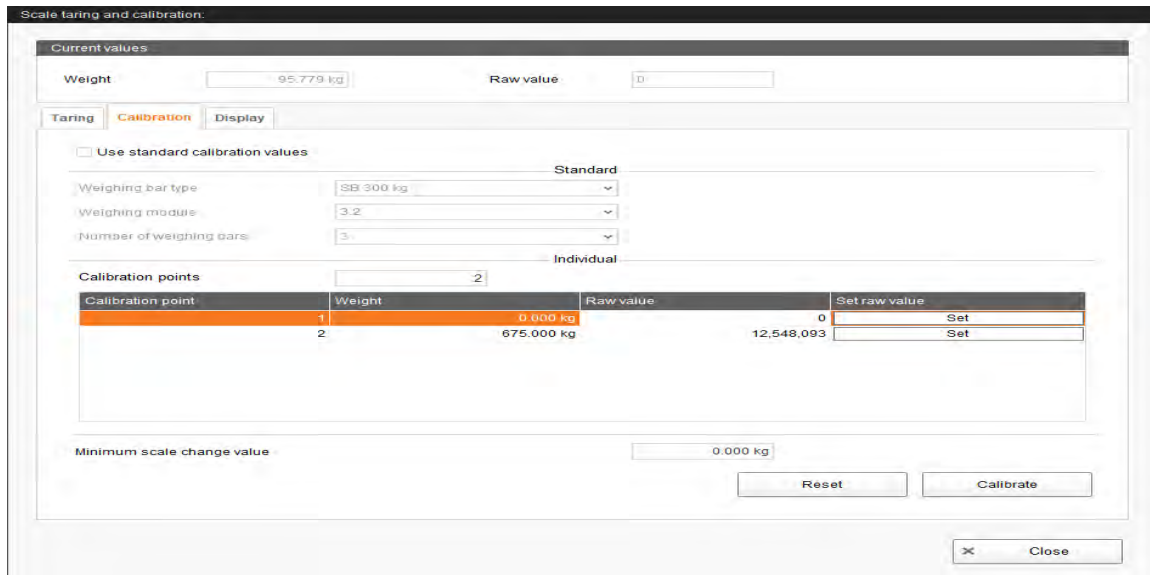 Scale taring and calibration:
Current values
Weight 95.779 kg Raw value 0
Taring Calibration Display
Use standard calibration values
Standard
Weighing bar type SB 300 kg
Weighing module 3.2
Number of weighing bars 3
Individual
Calibration points 2
Calibration point Weight Raw value Set raw value
1 0.000 kg 0 Set
2 675.000 kg 12,548,093 Set
Minimum scale change value 0.000 kg
Reset Calibrate
Close